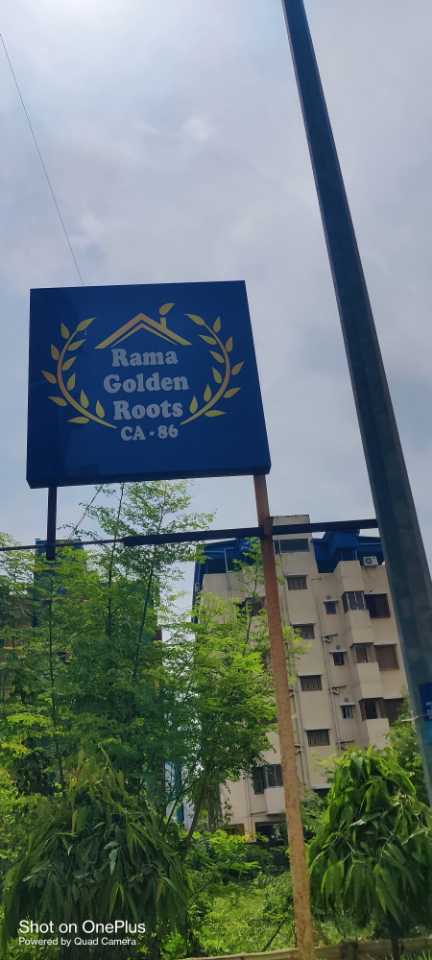 Rama
Golden
Roots
CA - 86
Shot on OnePlus
Powered by Quad Camera